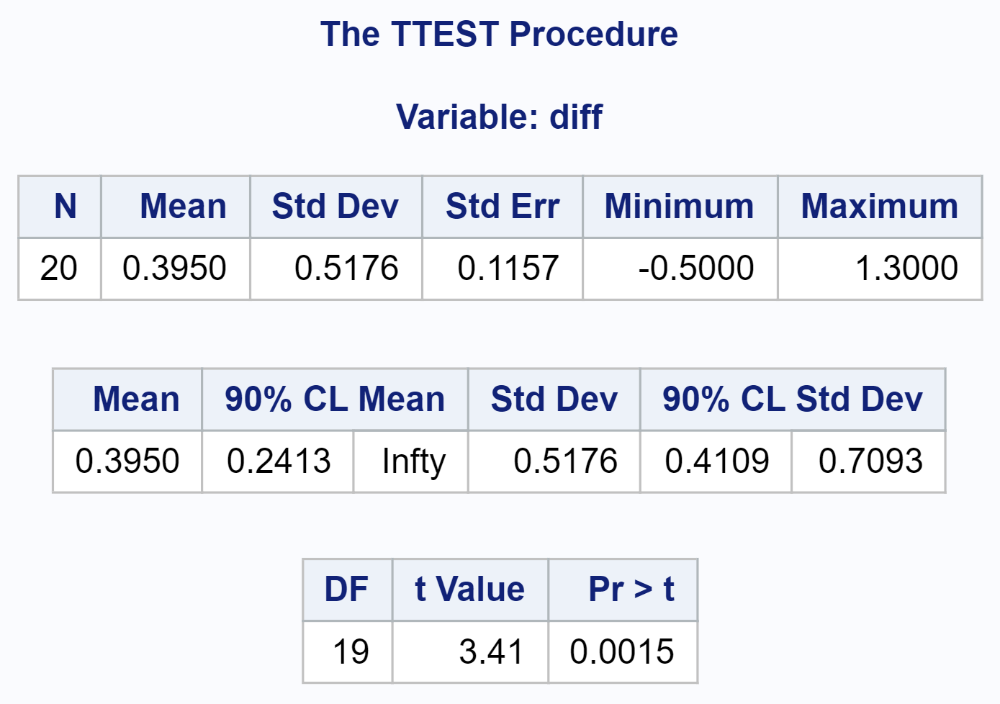 The TTEST Procedure
Variable: diff
N Mean Std Dev Std Err Minimum Maximum
20 0.3950 0.5176 0.1157 -0.5000 1.3000
Mean 90% CL Mean Std Dev 90% CL Std Dev
0.3950 0.2413 Infty 0.5176 0.4109 0.7093
DF t Value Pr > t
19 3.41 0.0015